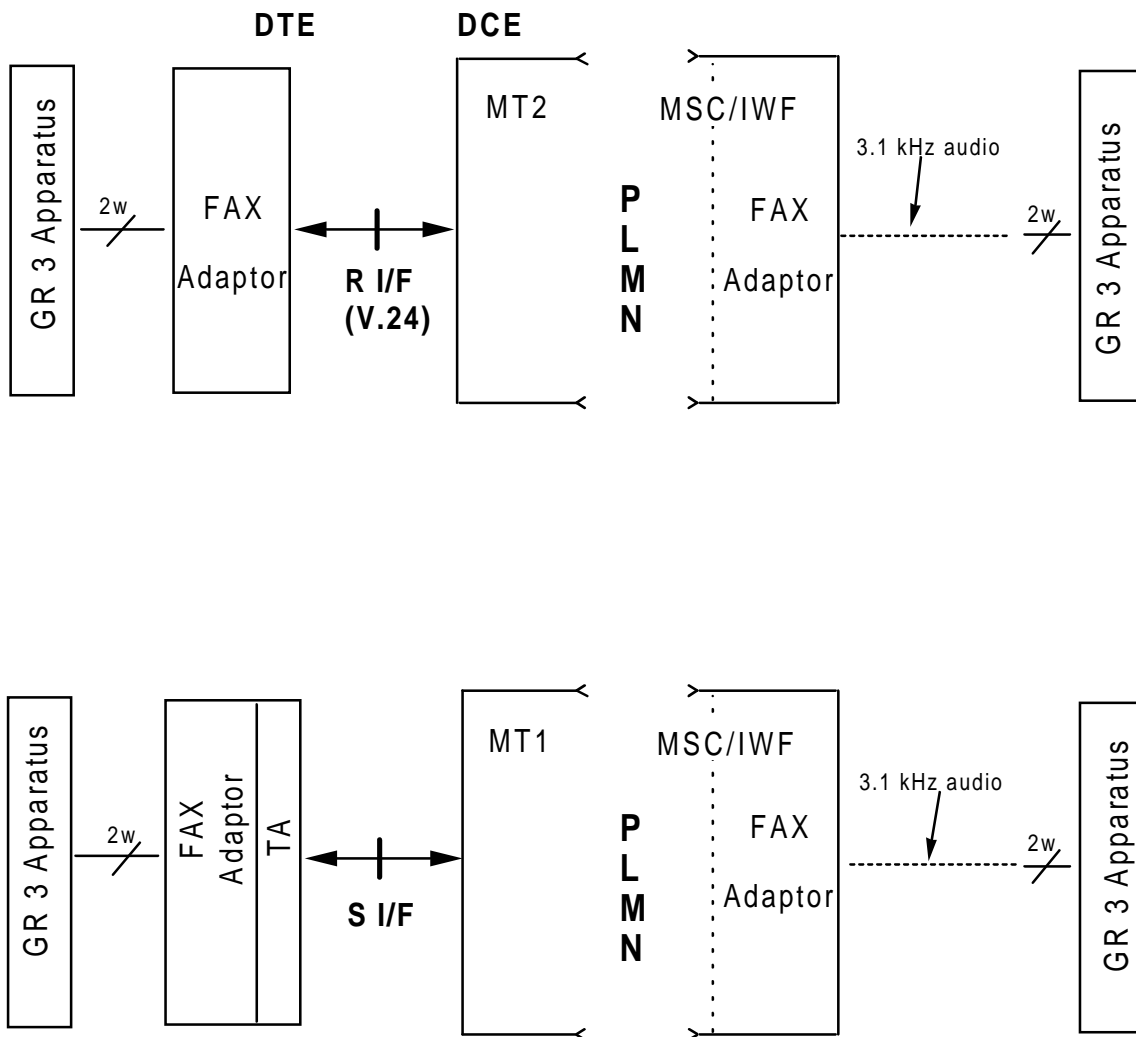 DTE DCE
GR 3 Apparatus
2w
FAX
Adaptor
R I/F
(V.24)
MT2
P
L
M
N
MSC/IWF
FAX
Adaptor
3.1 kHz audio
2w
GR 3 Apparatus
GR 3 Apparatus
2w
FAX
Adaptor
TA
S I/F
MT1
P
L
M
N
MSC/IWF
FAX
Adaptor
3.1 kHz audio
2w
GR 3 Apparatus